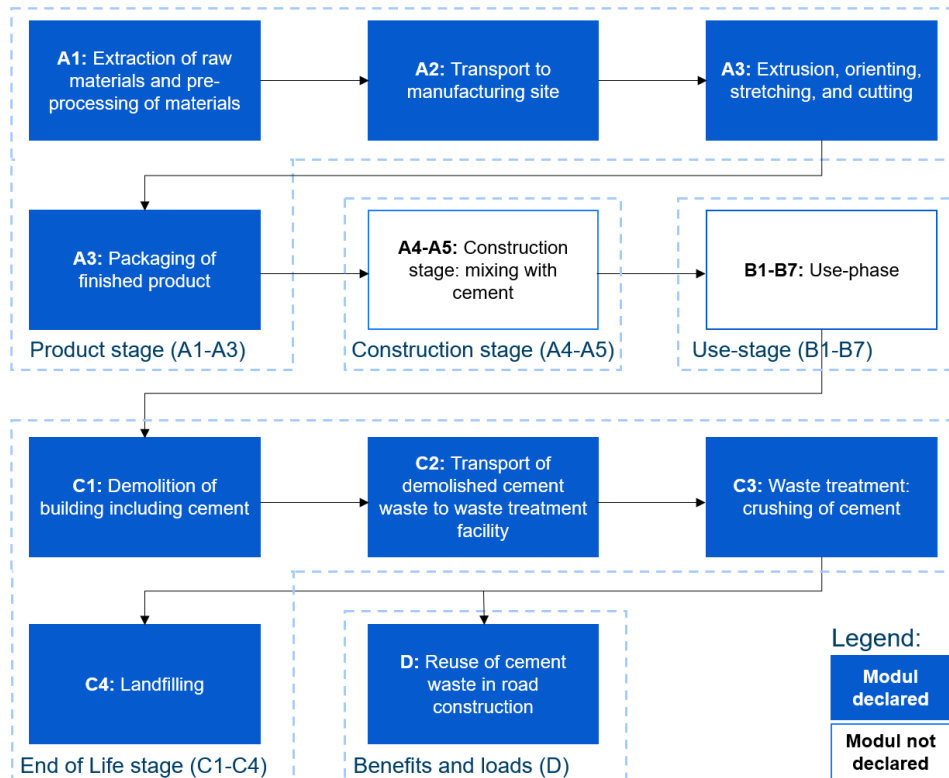 A1: Extraction of raw
materials and pre-
processing of materials
A2: Transport to
manufacturing site
A3: Extrusion, orienting,
stretching, and cutting
A3: Packaging of
finished product
A4-A5: Construction
stage: mixing with
cement
B1-B7: Use-phase
Product stage (A1-A3)
Construction stage (A4-A5)
Use-stage (B1-B7)
C1: Demolition of
building including cement
C2: Transport of
demolished cement
waste to waste treatment
facility
C3: Waste treatment:
crushing of cement
C4: Landfilling
D: Reuse of cement
waste in road
construction
End of Life stage (C1-C4)
Benefits and loads (D)
Legend:
Modul
declared
Modul not
declared